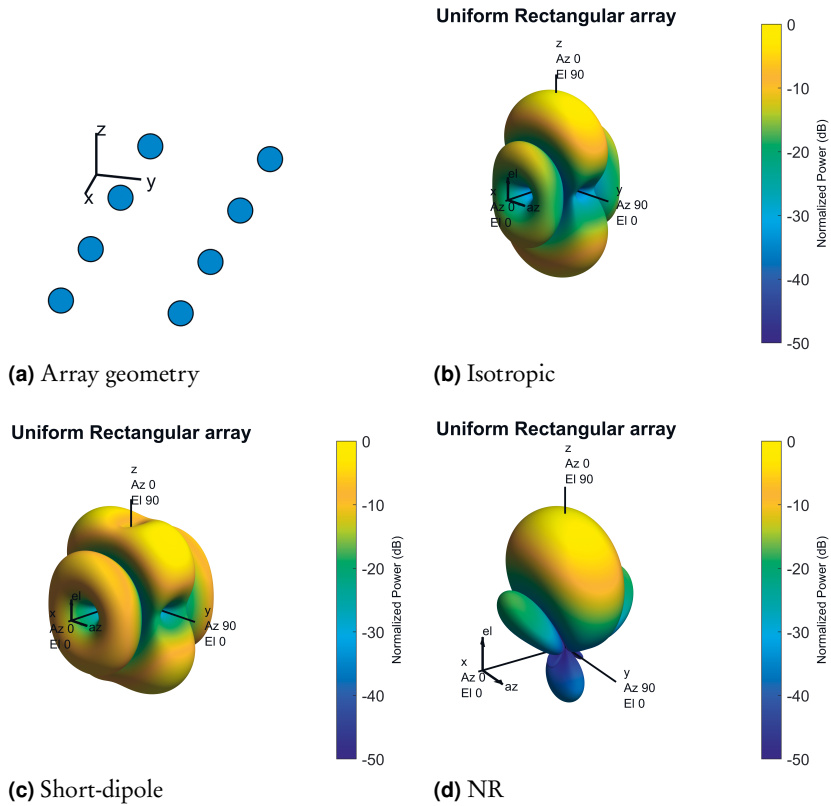 z
y
x
(a) Array geometry
Uniform Rectangular array
z
Az 0
El 90
el
x
Az 0
az
El 0
y
Az 90
El 0
0
-10
-20
-30
-40
-50
Normalized Power (dB)
(b) Isotropic
Uniform Rectangular array
z
Az 0
El 90
el
x
Az 0
az
El 0
y
Az 90
El 0
0
-10
-20
-30
-40
-50
Normalized Power (dB)
(c) Short-dipole
Uniform Rectangular array
z
Az 0
El 90
el
x
Az 0
El 0
az
y
Az 90
El 0
0
-10
-20
-30
-40
-50
Normalized Power (dB)
(d) NR